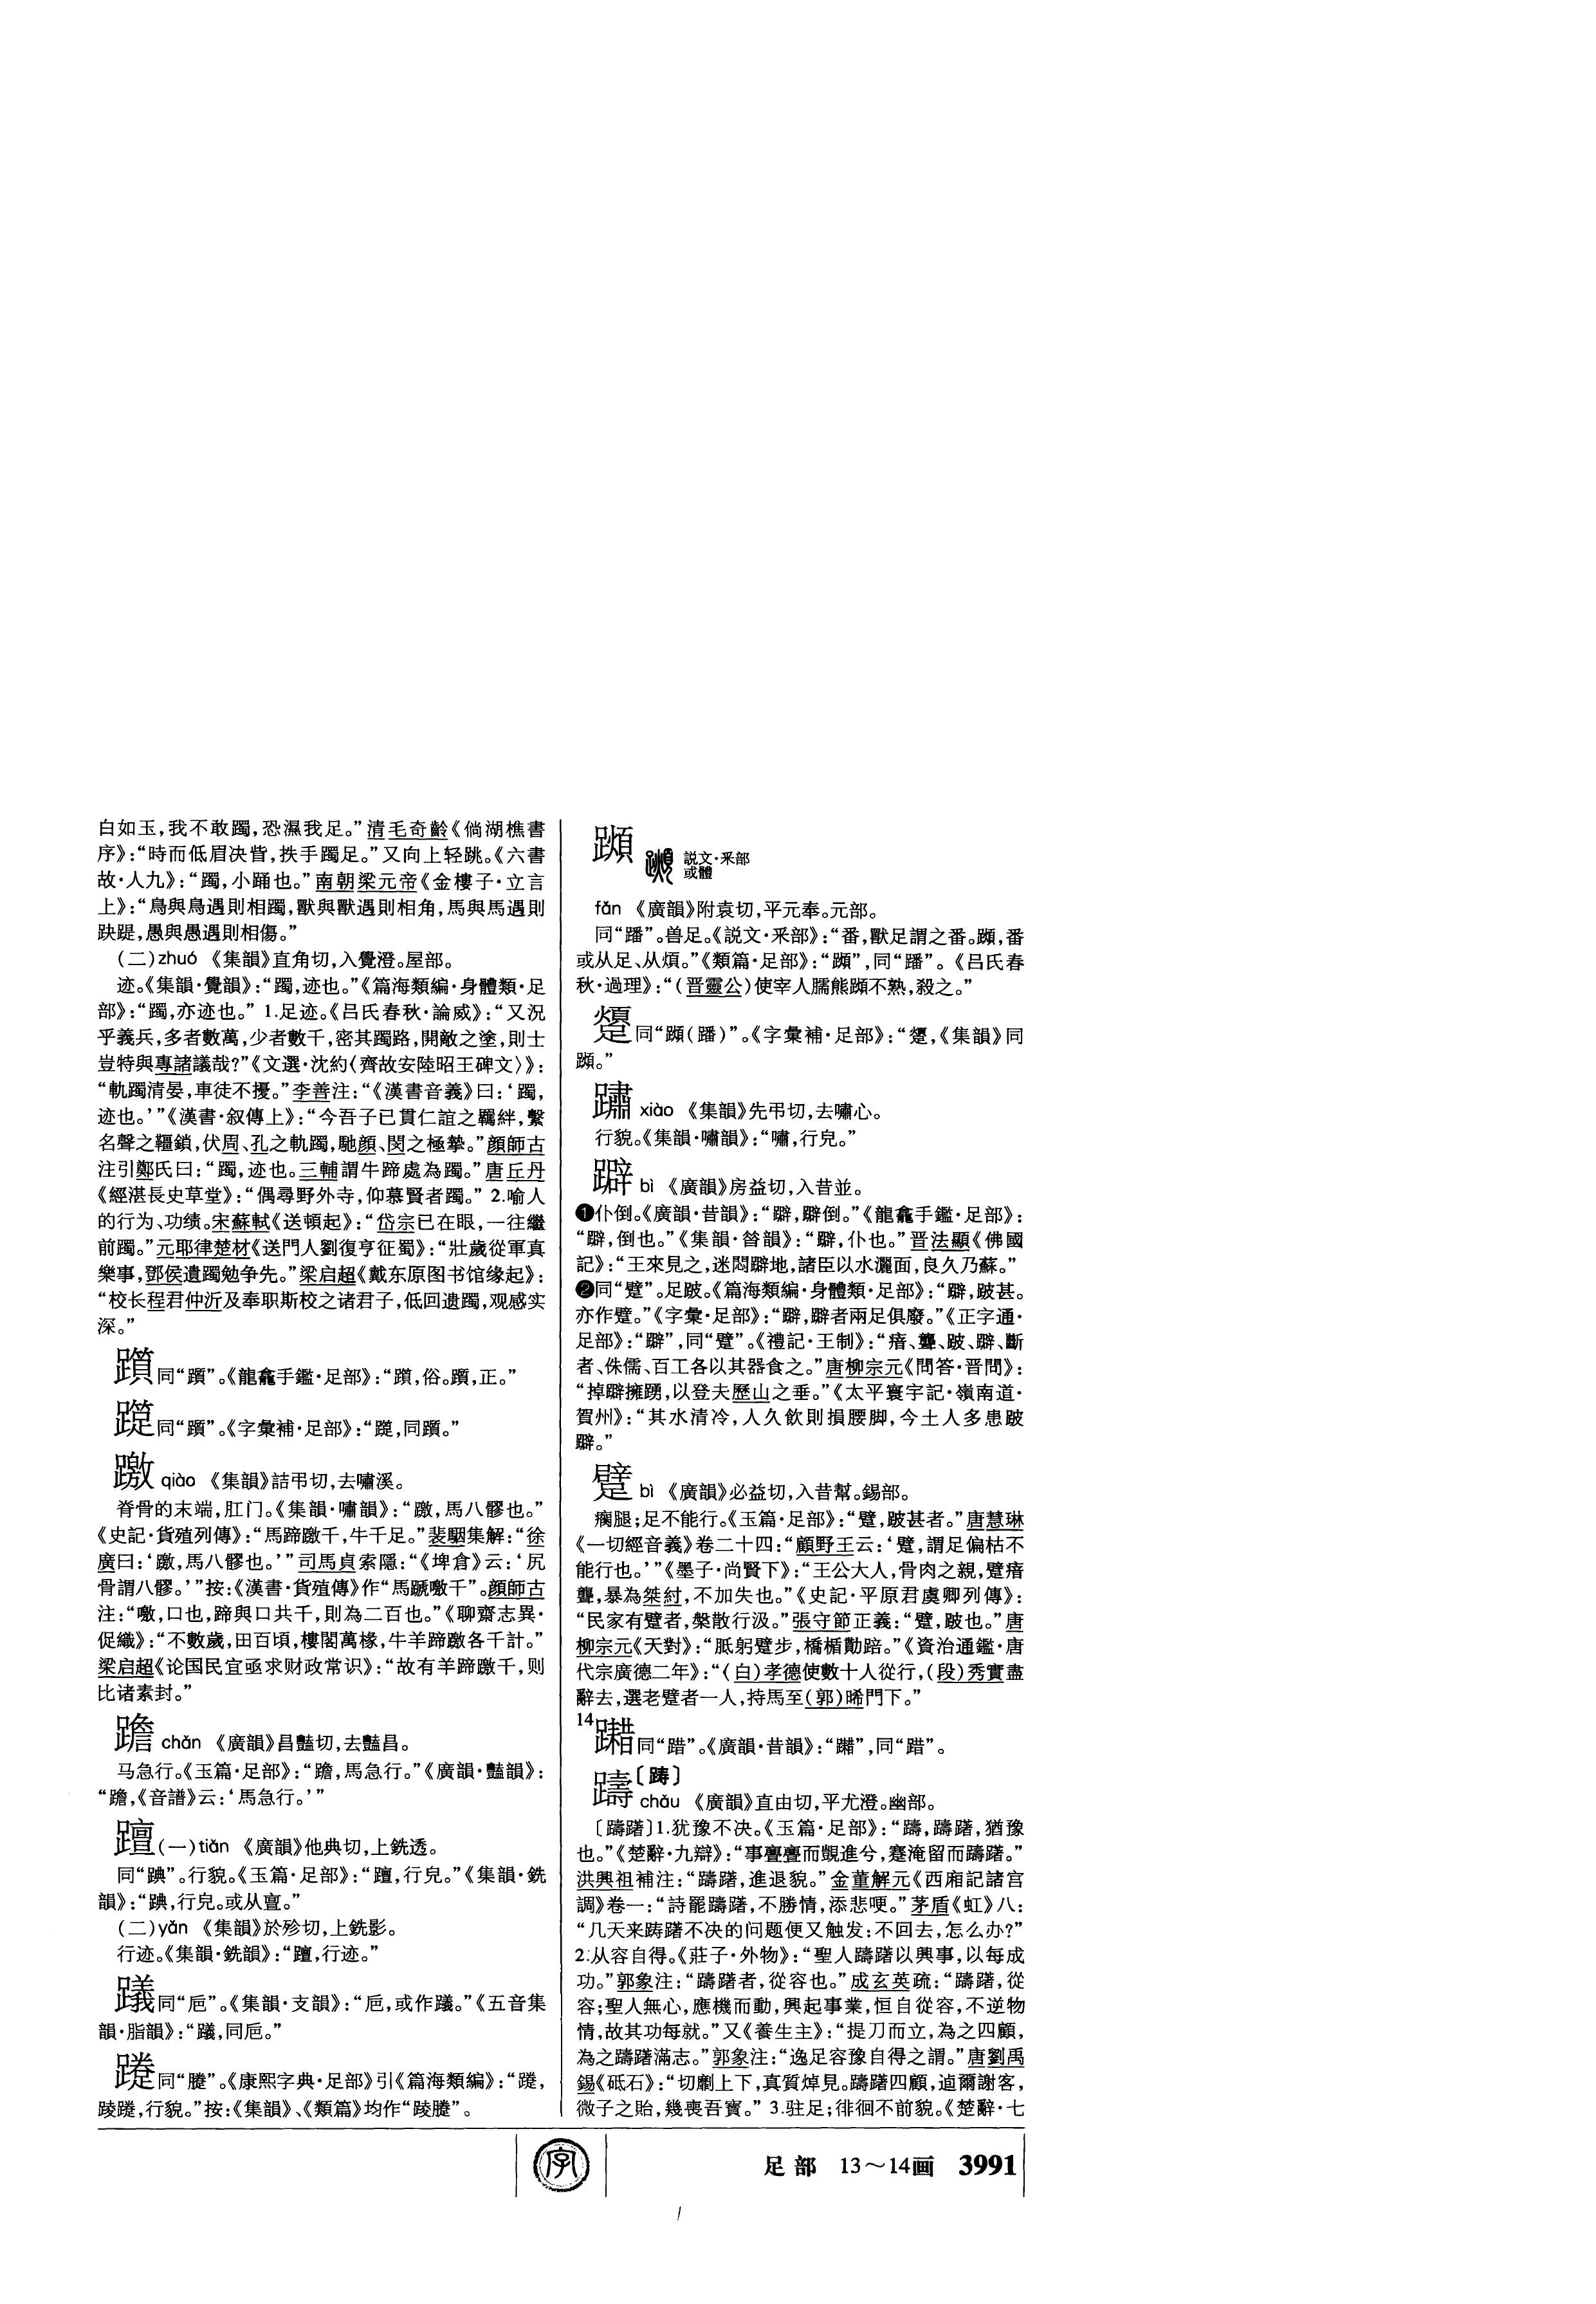 白如玉,我不敢躅,恐濕我足。”清毛奇齡《倘湖樵書
序》:“時而低眉决眥,抶手躅足。”又向上轻跳。《六書
故·人九》:“躅,小踊也。”南朝梁元帝《金樓子·立言
上》:“鳥與鳥遇則相躅,獸與獸遇則相角,馬與馬遇則
趹踶,愚與愚遇則相傷。”
(二)zhuó 《集韻》直角切,入覺澄。屋部。
迹。《集韻·覺韻》:“躅,迹也。”《篇海類編·身體類·足
部》:“躅,亦迹也。” 1.足迹。《吕氏春秋·論威》:“又況
乎義兵,多者數萬,少者數千,密其躅路,開敵之塗,則士
豈特與專諸議哉?”《文選·沈約〈齊故安陸昭王碑文〉》:
“軌躅清晏,車徒不擾。”李善注:“《漢書音義》曰:‘躅,
迹也。’”《漢書·叙傳上》:“今吾子已貫仁誼之羈絆,繫
名聲之韁鎖,伏周、孔之軌躅,馳顔、閔之極摯。”顔師古
注引鄭氏曰:“躅,迹也。三輔謂牛蹄處為躅。”唐丘丹
《經湛長史草堂》:“偶尋野外寺,仰慕賢者躅。” 2.喻人
的行为、功绩。宋蘇軾《送頓起》:“岱宗已在眼,一往繼
前躅。”元耶律楚材《送門人劉復亨征蜀》:“壯歲從軍真
樂事,鄧侯遺躅勉争先。”梁启超《戴东原图书馆缘起》:
“校长程君仲沂及奉职斯校之诸君子,低回遗躅,观感实
深。”
同“躓”。《龍龕手鑑·足部》:“,俗。躓,正。”
同“躓”。《字彙補·足部》:“,同躓。”
躈 qiào 《集韻》詰弔切,去嘯溪。
脊骨的末端,肛门。《集韻·嘯韻》:“躈,馬八髎也。”
《史記·貨殖列傳》:“馬蹄躈千,牛千足。”裴駰集解:“徐
廣曰:‘躈,馬八髎也。’”司馬貞索隱:“《埤倉》云:‘尻
骨謂八髎。’”按:《漢書·貨殖傳》作“馬蹏噭千”。顔師古
注:“噭,口也,蹄與口共千,則為二百也。”《聊齋志異·
促織》:“不數歲,田百頃,樓閣萬椽,牛羊蹄躈各千計。”
梁启超《论国民宜亟求财政常识》:“故有羊蹄躈千,则
比诸素封。”
蹌 chǎn 《廣韻》昌豔切,去豔昌。
马急行。《玉篇·足部》:“,馬急行。”《廣韻·豔韻》:
“,《音譜》云:‘馬急行。’”
䠨(一)tiǎn 《廣韻》他典切,上銑透。
同“䠄”。行貌。《玉篇·足部》:“,行皃。”《集韻·銑
韻》:“,行皃。或从亶。”
(二)yǎn 《集韻》於殄切,上銑影。
行迹。《集韻·銑韻》:“,行迹。”
同“卮”。《集韻·支韻》:“,或作。”《五音集
韻·脂韻》:“,同。”
同“”。《康熙字典·足部》引《篇海類編》:“,
踜,行貌。”按:《集韻》、《類篇》均作“踜”。
蹞 説文·釆部
或體
fán 《廣韻》附袁切,平元奉。元部。
同“蹯”。兽足。《説文·釆部》:“番,獸足謂之番。,番
或从足、从煩。”《類篇·足部》:“”,同“蹯”。《吕氏春
秋·過理》:“(晋靈公)使宰人臑熊不熟,殺之。”
同“(蹯)”。《字彙補·足部》:“,《集韻》同
。”
xiào 《集韻》先弔切,去嘯心。
行貌。《集韻·嘯韻》:“,行皃。”
躃 bì 《廣韻》房益切,入昔並。
❶仆倒。《廣韻·昔韻》:“躃,躃倒。”《龍龕手鑑·足部》:
“躃,倒也。”《集韻·㫺韻》:“躃,仆也。”晋法顯《佛國
記》:“王來見之,迷悶躃地,諸臣以水灑面,良久乃蘇。”
❷同“躄”。足跛。《篇海類編·身體類·足部》:“躃,跛甚。
亦作躄。”《字彙·足部》:“躃,躃者兩足俱廢。”《正字通·
足部》:“躃”,同“躄”。《禮記·王制》:“瘖、聾、跛、躃、斷
者、侏儒、百工各以其器食之。”唐柳宗元《問答·晋問》:
“掉躃擁踴,以登夫歷山之垂。”《太平寰宇記·嶺南道·
賀州》:“其水清冷,人久飲則損腰脚,今土人多患跛
躃。”
躄 bì 《廣韻》必益切,入昔幫。錫部。
瘸腿;足不能行。《玉篇·足部》:“躄,跛甚者。”唐慧琳
《一切經音義》卷二十四:“顧野王云:‘躄,謂足偏枯不
能行也。’”《墨子·尚賢下》:“王公大人,骨肉之親,躄瘖
聾,暴為桀紂,不加失也。”《史記·平原君虞卿列傳》:
“民家有躄者,槃散行汲。”張守節正義:“躄,跛也。”唐
柳宗元《天對》:“胝躬躄步,橋楯勩踣。”《資治通鑑·唐
代宗廣德二年》:“(白)孝德使數十人從行,(段)秀實盡
辭去,選老躄者一人,持馬至(郭)晞門下。”
14 同“踖”。《廣韻·昔韻》:“”,同“踖”。
躊〔踌〕
chóu 《廣韻》直由切,平尤澄。幽部。
〔躊躇〕1.犹豫不决。《玉篇·足部》:“躊,躊躇,猶豫
也。”《楚辭·九辯》:“事亹亹而覬進兮,蹇淹留而躊躇。”
洪興祖補注:“躊躇,進退貌。”金董解元《西廂記諸宫
調》卷一:“詩罷躊躇,不勝情,添悲哽。”茅盾《虹》八:
“几天来踌躇不决的问题便又触发:不回去,怎么办?”
2.从容自得。《莊子·外物》:“聖人躊躇以興事,以每成
功。”郭象注:“躊躇者,從容也。”成玄英疏:“躊躇,從
容;聖人無心,應機而動,興起事業,恒自從容,不逆物
情,故其功每就。”又《養生主》:“提刀而立,為之四顧,
為之躊躇滿志。”郭象注:“逸足容豫自得之謂。”唐劉禹
錫《砥石》:“切劘上下,真質焯見。躊躇四顧,迺爾謝客,
微子之貽,幾喪吾寶。” 3.驻足;徘徊不前貌。《楚辭·七
字
足部 13～14画 3991